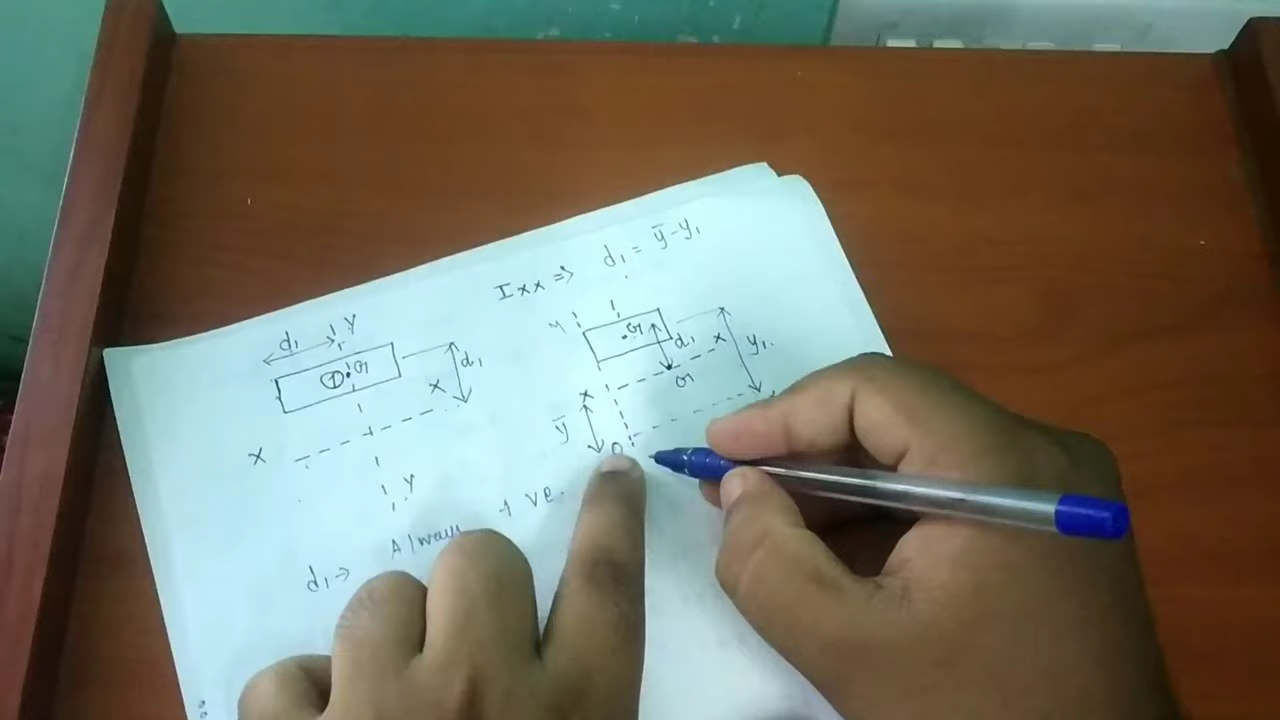 Ixx => d₁ = ȳ - y₁
d₁
Y
1
G
d₁
X
X
Y
Y
G
d₁
X
y₁.
G
X
ȳ
O
d₁ → Always + ve.